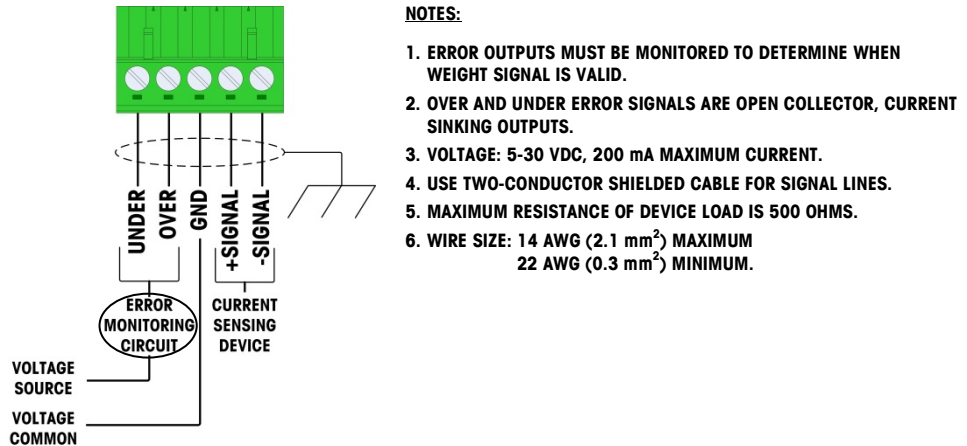 NOTES:
1. ERROR OUTPUTS MUST BE MONITORED TO DETERMINE WHEN
WEIGHT SIGNAL IS VALID.
2. OVER AND UNDER ERROR SIGNALS ARE OPEN COLLECTOR, CURRENT
SINKING OUTPUTS.
3. VOLTAGE: 5-30 VDC, 200 mA MAXIMUM CURRENT.
4. USE TWO-CONDUCTOR SHIELDED CABLE FOR SIGNAL LINES.
5. MAXIMUM RESISTANCE OF DEVICE LOAD IS 500 OHMS.
6. WIRE SIZE: 14 AWG (2.1 mm²) MAXIMUM
22 AWG (0.3 mm²) MINIMUM.
UNDER
OVER
GND
+SIGNAL
-SIGNAL
ERROR
MONITORING
CIRCUIT
CURRENT
SENSING
DEVICE
VOLTAGE
SOURCE
VOLTAGE
COMMON